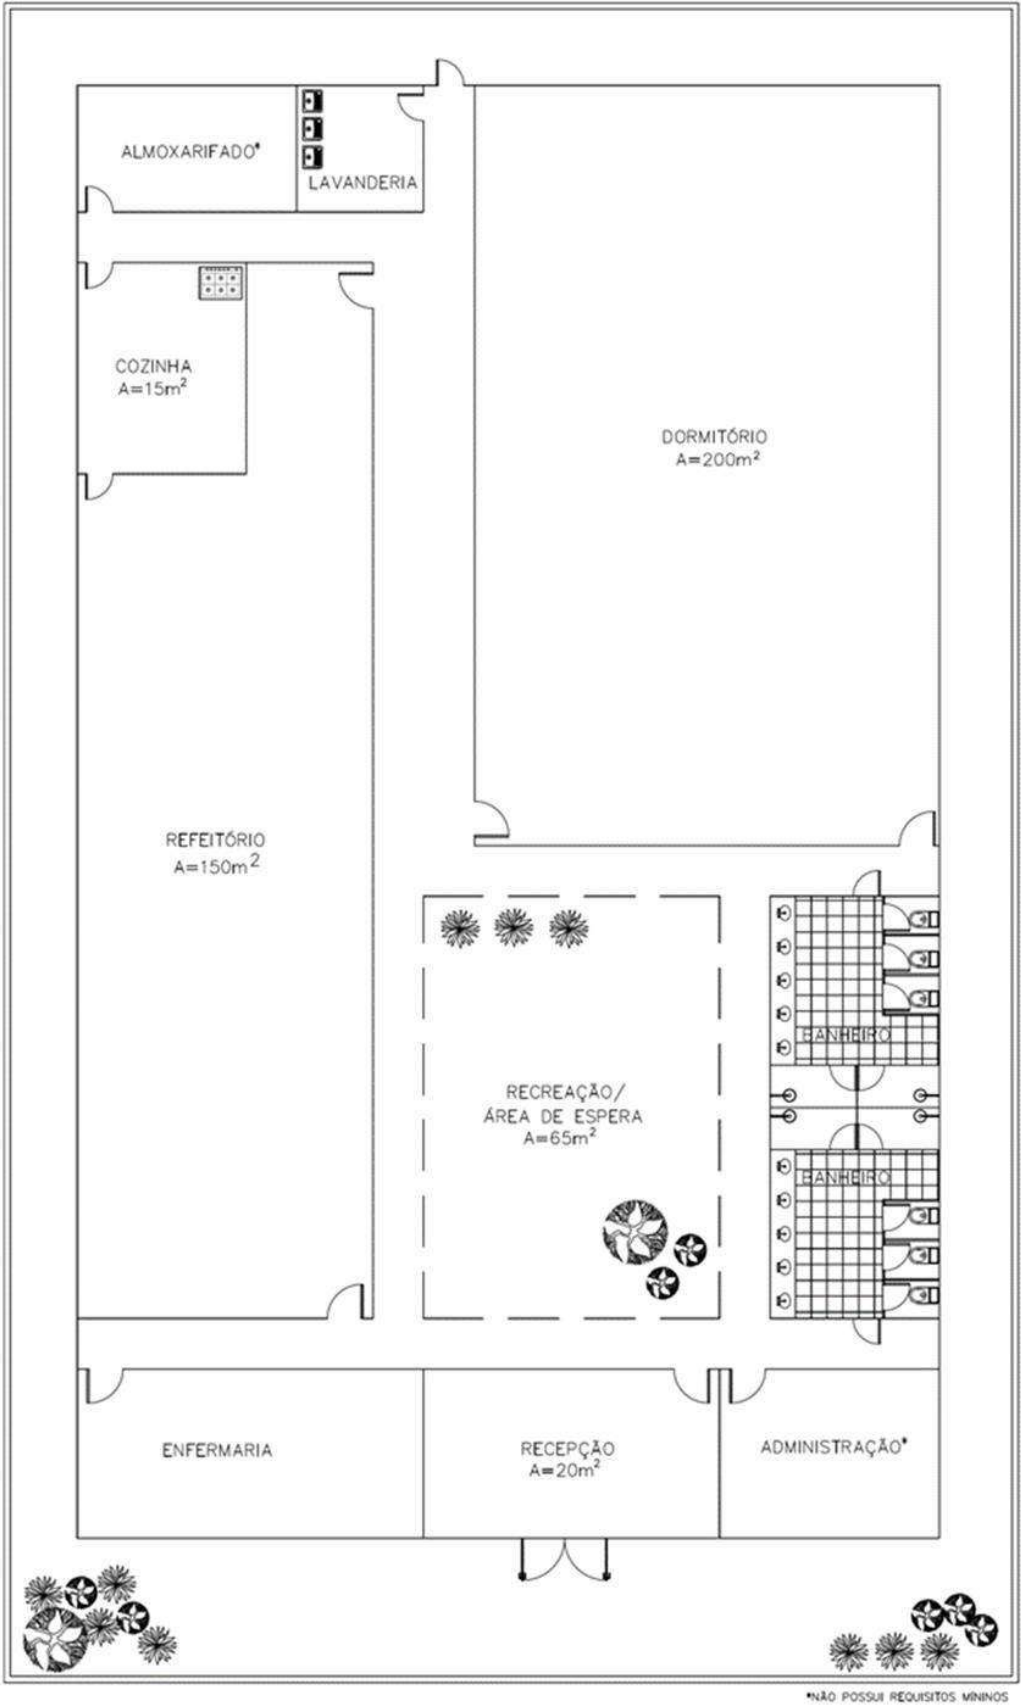 ALMOXARIFADO*
LAVANDERIA
COZINHA
A=15m²
DORMITÓRIO
A=200m²
REFEITÓRIO
A=150m²
BANHEIRO
RECREAÇÃO/
ÁREA DE ESPERA
A=65m²
BANHEIRO
ENFERMARIA
RECEPÇÃO
A=20m²
ADMINISTRAÇÃO*
*NÃO POSSUI REQUISITOS MÍNINOS